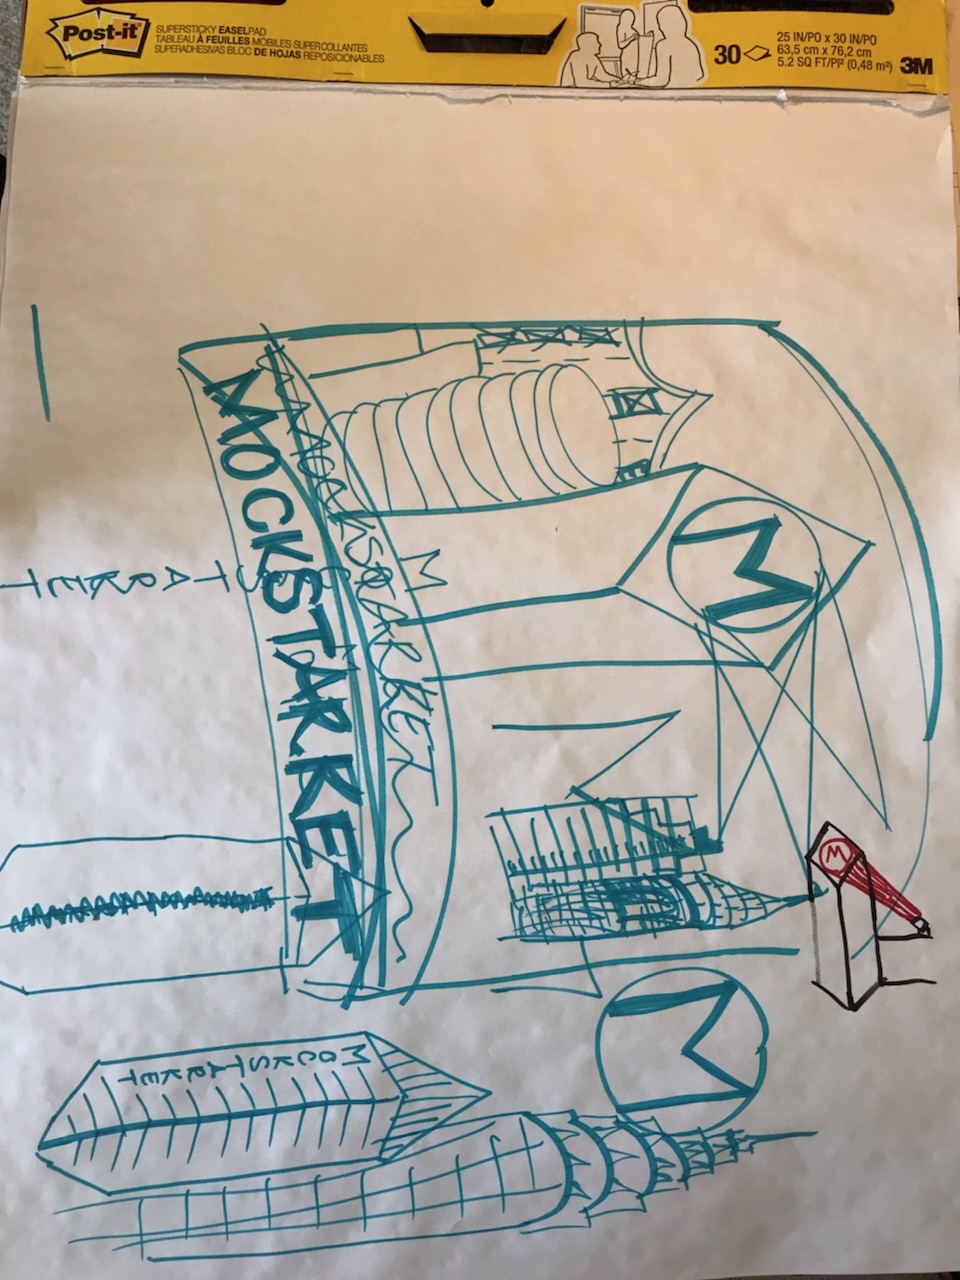 Post-it
SUPERSTICKY EASELPAD
TABLEAU À FEUILLES MOBILES SUPERCOLLANTES
SUPERADHESIVAS BLOC DE HOJAS REPOSICIONABLES
30
25 IN/PO x 30 IN/PO
63,5 cm x 76,2 cm
5.2 SQ FT/PI² (0,48 m²)
3M
MOCKSTARKET
MOCKSTARKET
M
M
STARKET
M
M
MOCKSTARKET